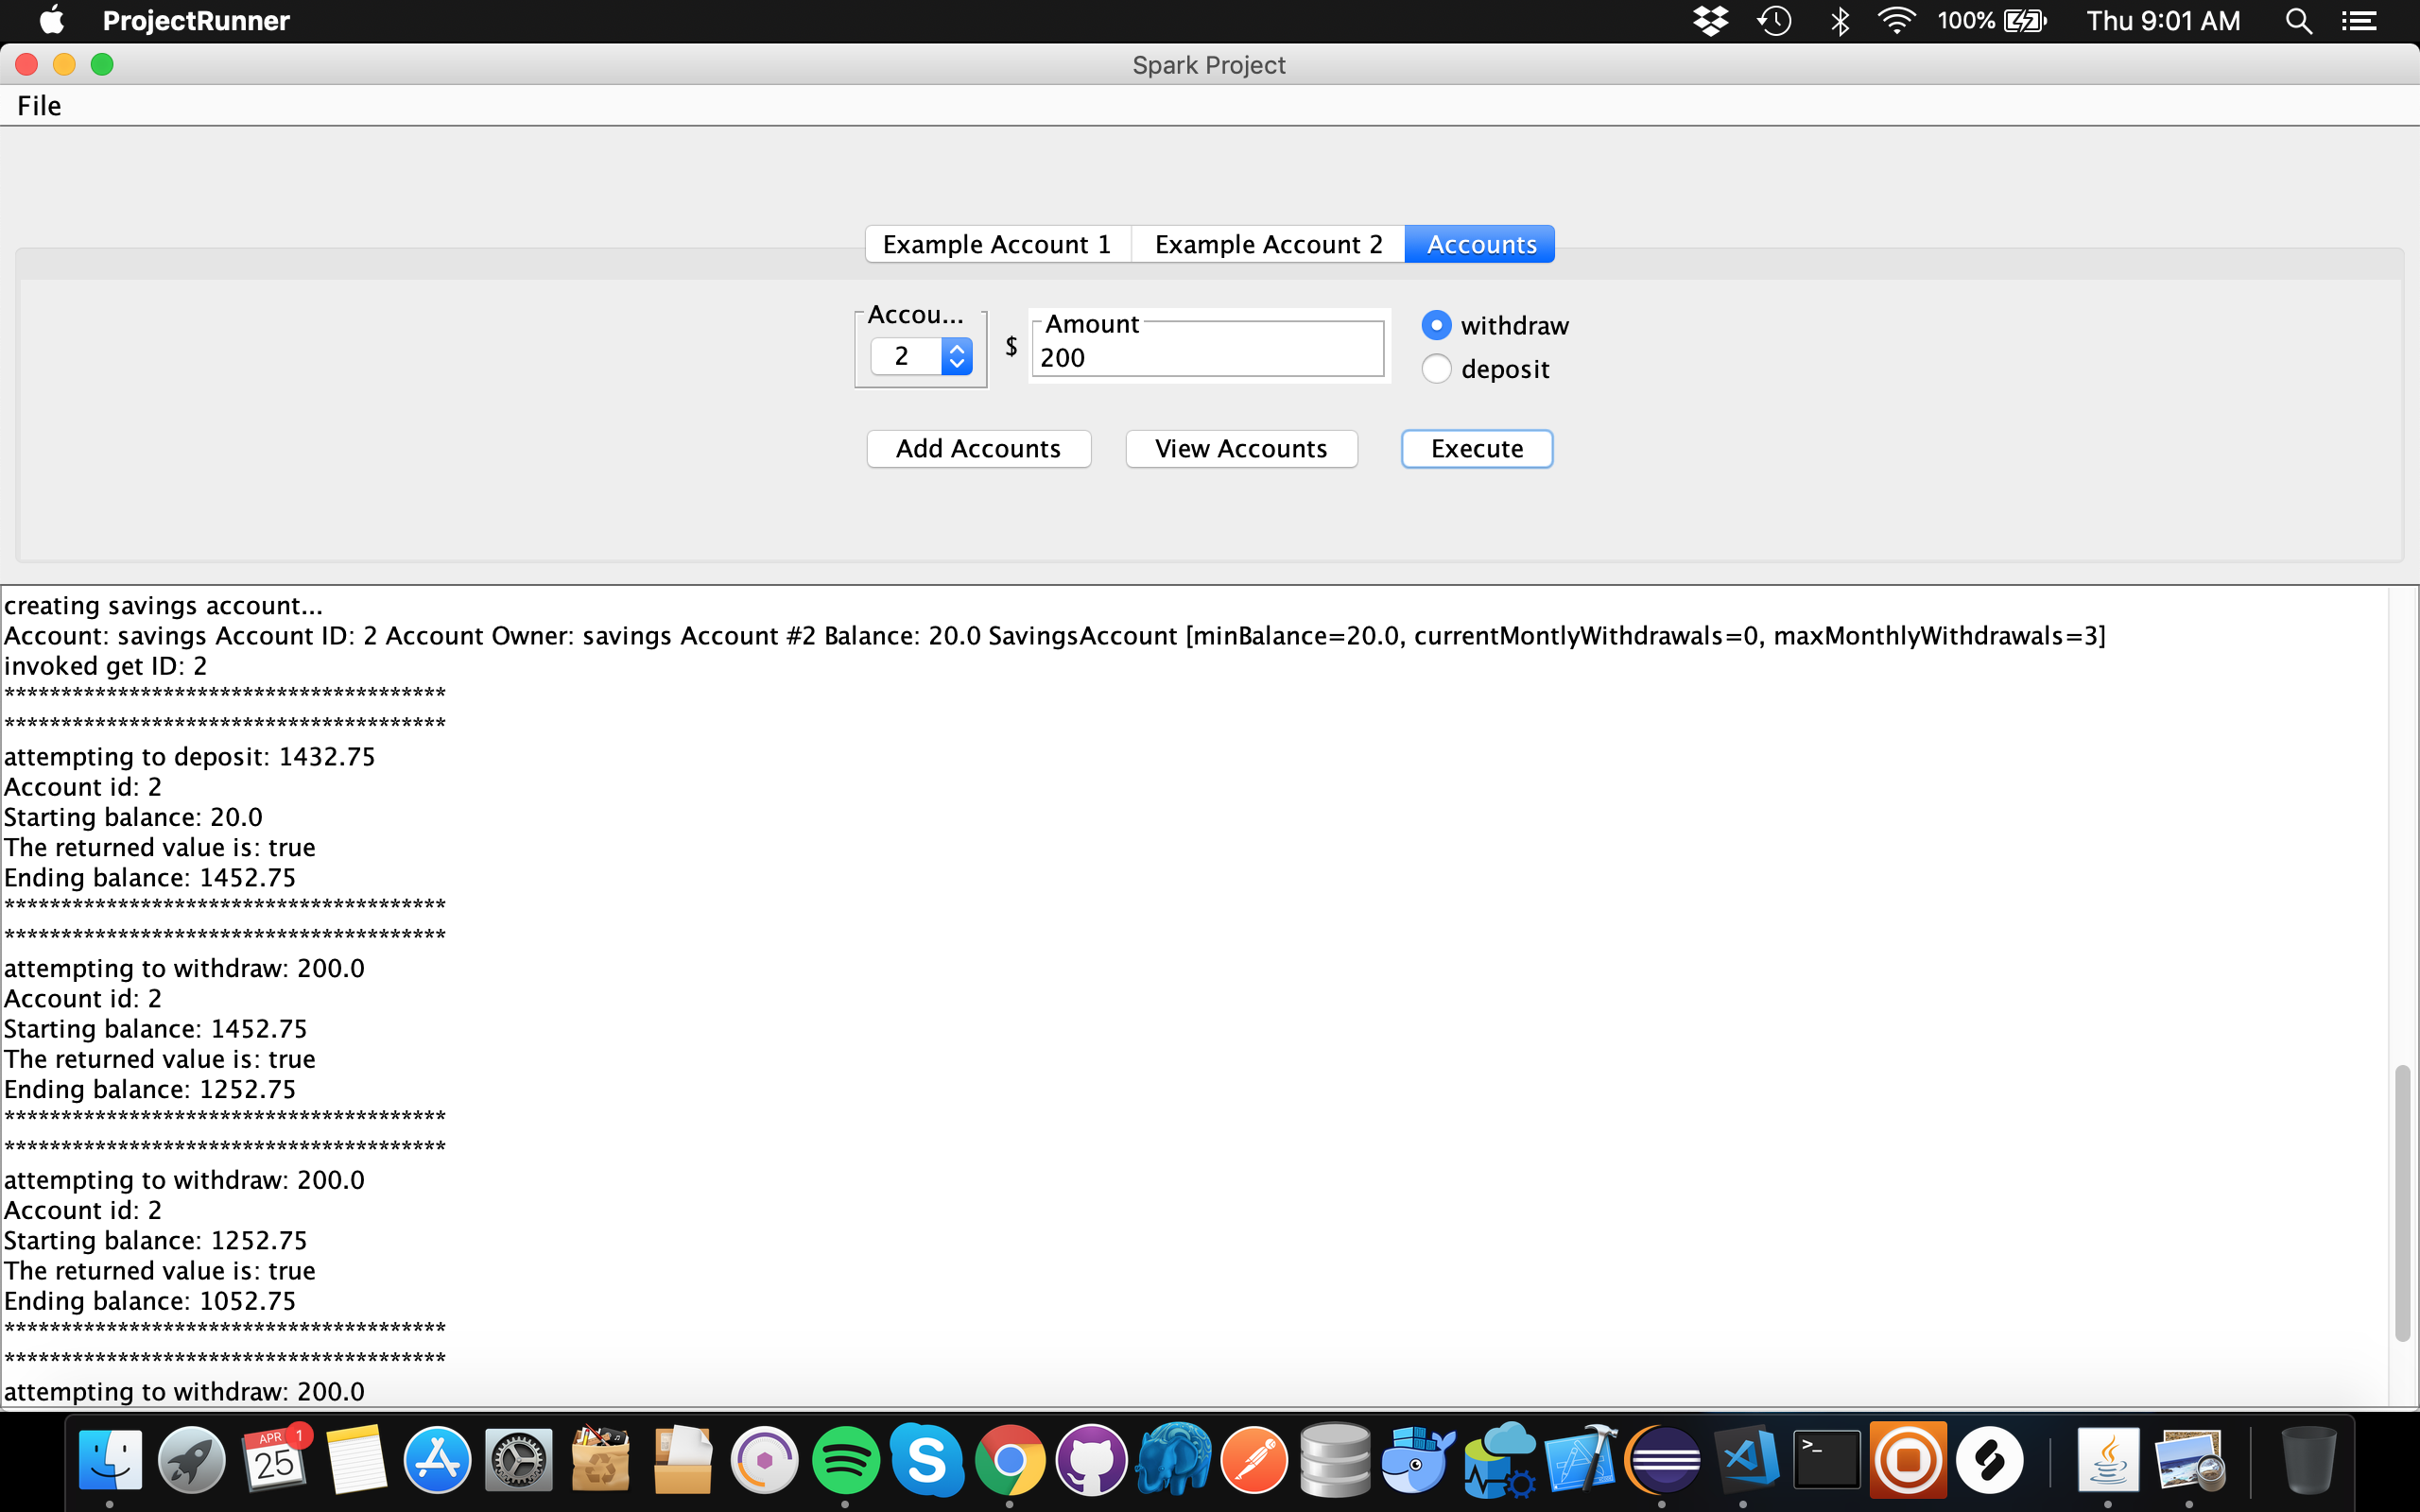 ProjectRunner 100% Thu 9:01 AM
Spark Project
File
Example Account 1 Example Account 2 Accounts
Accou... Amount
2 $ 200
withdraw
deposit
Add Accounts View Accounts Execute
creating savings account...
Account: savings Account ID: 2 Account Owner: savings Account #2 Balance: 20.0 SavingsAccount [minBalance=20.0, currentMontlyWithdrawals=0, maxMonthlyWithdrawals=3]
invoked get ID: 2
***************************************
***************************************
attempting to deposit: 1432.75
Account id: 2
Starting balance: 20.0
The returned value is: true
Ending balance: 1452.75
***************************************
***************************************
attempting to withdraw: 200.0
Account id: 2
Starting balance: 1452.75
The returned value is: true
Ending balance: 1252.75
***************************************
***************************************
attempting to withdraw: 200.0
Account id: 2
Starting balance: 1252.75
The returned value is: true
Ending balance: 1052.75
***************************************
***************************************
attempting to withdraw: 200.0
APR 1
25